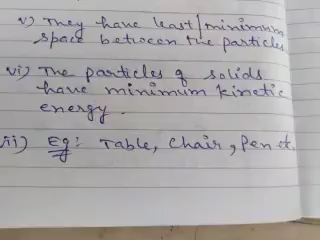 v) They have least/minimum
space between the particles
vi) The particles of solids
have minimum kinetic
energy.
vii) Eg: Table, Chair, Pen etc.